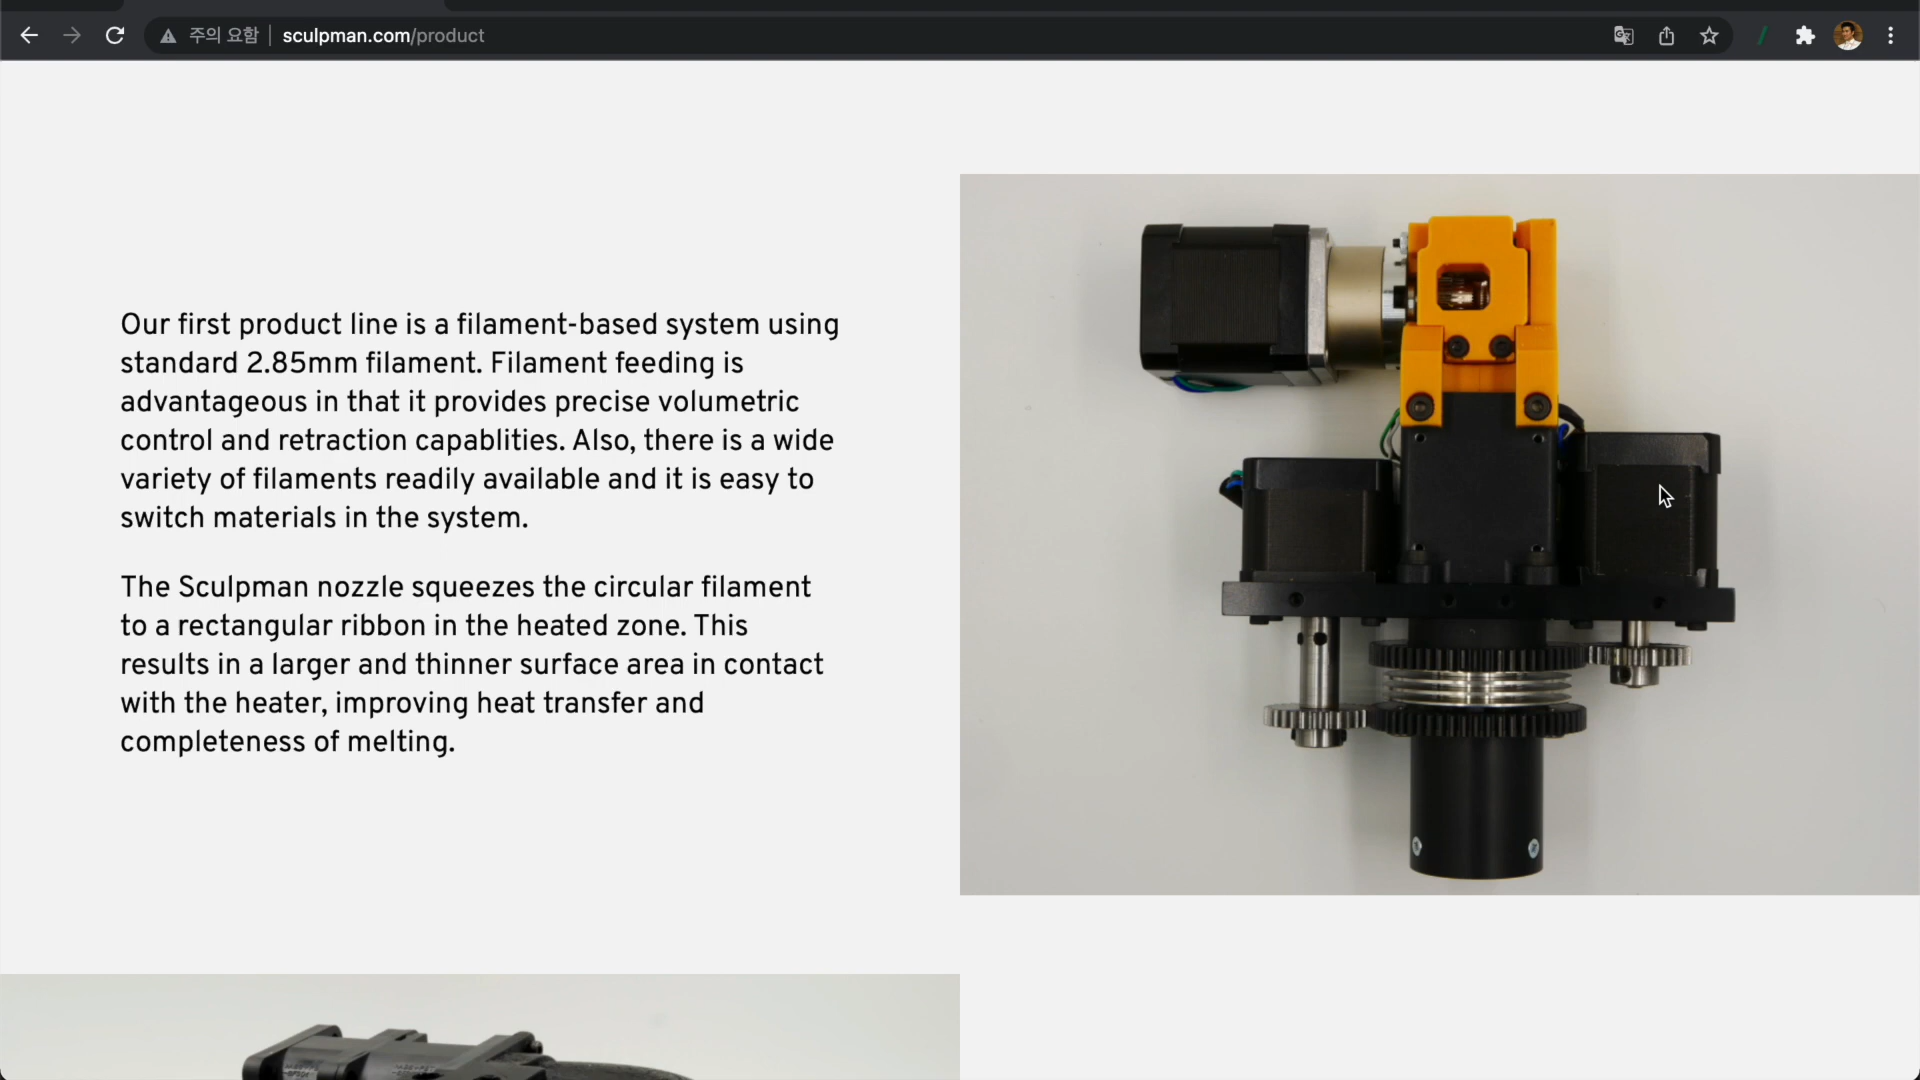 주의 요함
sculpman.com/product
Our first product line is a filament-based system using
standard 2.85mm filament. Filament feeding is
advantageous in that it provides precise volumetric
control and retraction capablities. Also, there is a wide
variety of filaments readily available and it is easy to
switch materials in the system.
The Sculpman nozzle squeezes the circular filament
to a rectangular ribbon in the heated zone. This
results in a larger and thinner surface area in contact
with the heater, improving heat transfer and
completeness of melting.